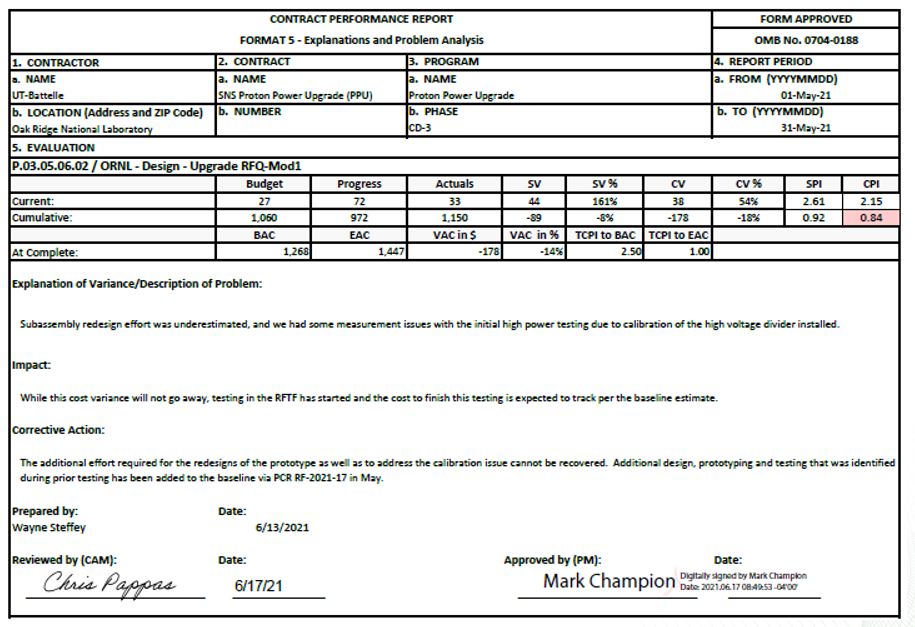 CONTRACT PERFORMANCE REPORT FORM APPROVED
FORMAT 5 - Explanations and Problem Analysis OMB No. 0704-0188
1. CONTRACTOR 2. CONTRACT 3. PROGRAM 4. REPORT PERIOD
a. NAME a. NAME a. NAME a. FROM (YYYYMMDD)
UT-Battelle SNS Proton Power Upgrade (PPU) Proton Power Upgrade 01-May-21
b. LOCATION (Address and ZIP Code) b. NUMBER b. PHASE b. TO (YYYYMMDD)
Oak Ridge National Laboratory CD-3 31-May-21
5. EVALUATION
P.03.05.06.02 / ORNL - Design - Upgrade RFQ-Mod1
Budget Progress Actuals SV SV % CV CV % SPI CPI
Current: 27 72 33 44 161% 38 54% 2.61 2.15
Cumulative: 1,060 972 1,150 -89 -8% -178 -18% 0.92 0.84
BAC EAC VAC in $ VAC in % TCPI to BAC TCPI to EAC
At Complete: 1,268 1,447 -178 -14% 2.50 1.00
Explanation of Variance/Description of Problem:
Subassembly redesign effort was underestimated, and we had some measurement issues with the initial high power testing due to calibration of the high voltage divider installed.
Impact:
While this cost variance will not go away, testing in the RFTF has started and the cost to finish this testing is expected to track per the baseline estimate.
Corrective Action:
The additional effort required for the redesigns of the prototype as well as to address the calibration issue cannot be recovered. Additional design, prototyping and testing that was identified
during prior testing has been added to the baseline via PCR RF-2021-17 in May.
Prepared by: Date:
Wayne Steffey 6/13/2021
Reviewed by (CAM): Date: Approved by (PM): Date:
Chris Pappas 6/17/21 Mark Champion Digitally signed by Mark Champion
Date: 2021.06.17 08:49:53 -04'00'